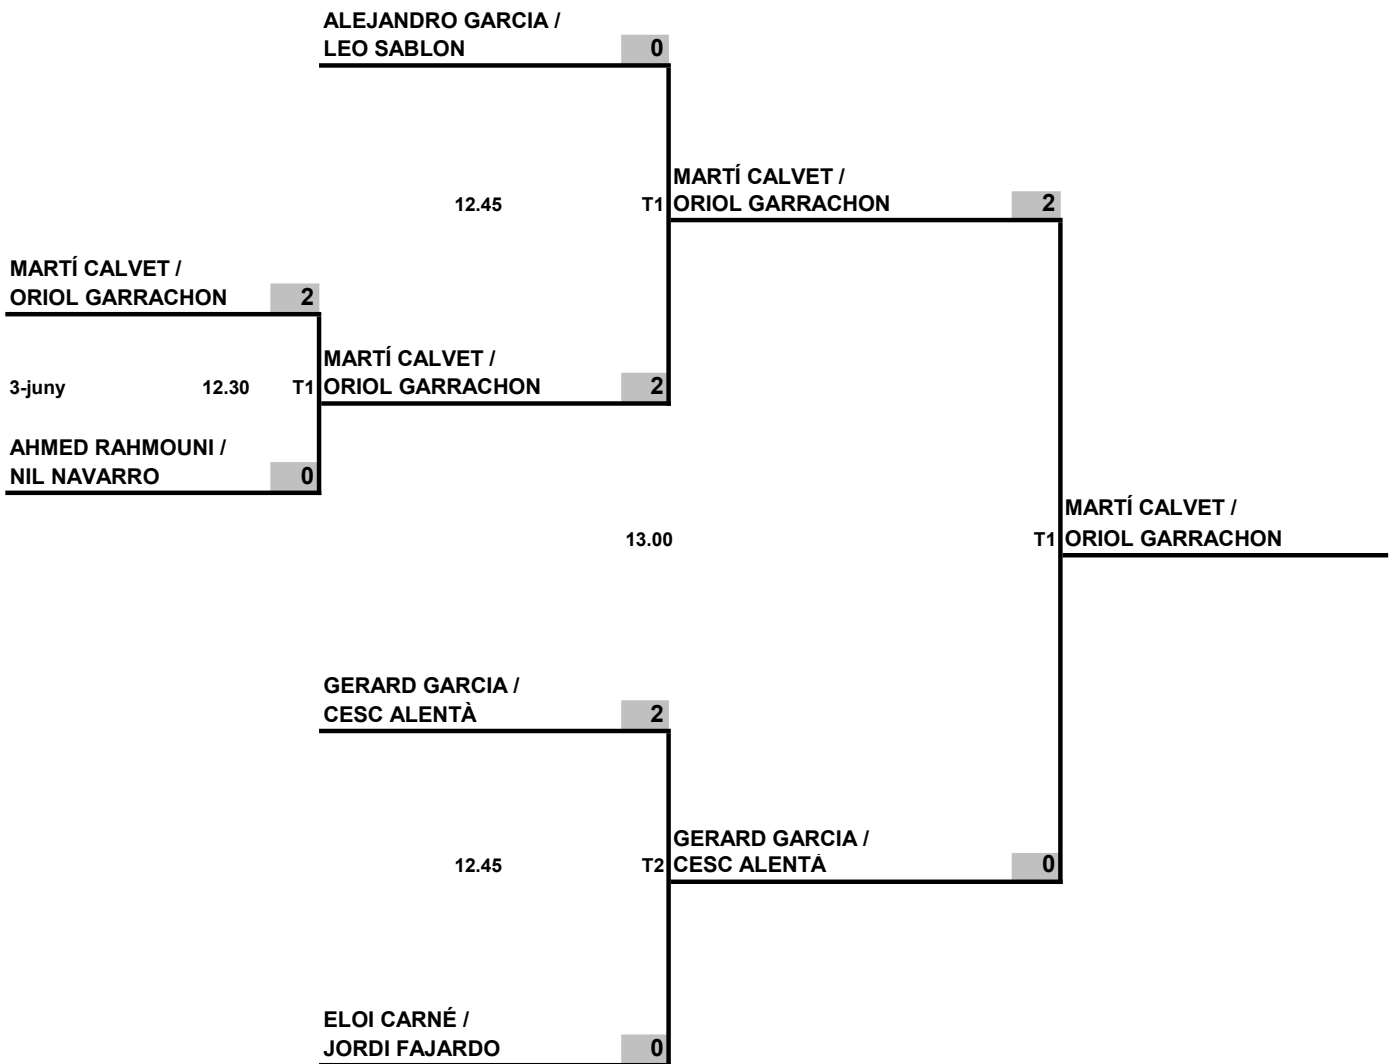 ALEJANDRO GARCIA /
LEO SABLON 0
MARTÍ CALVET /
12.45 T1 ORIOL GARRACHON 2
MARTÍ CALVET /
ORIOL GARRACHON 2
MARTÍ CALVET /
3-juny 12.30 T1 ORIOL GARRACHON 2
AHMED RAHMOUNI /
NIL NAVARRO 0
MARTÍ CALVET /
13.00 T1 ORIOL GARRACHON
GERARD GARCIA /
CESC ALENTÀ 2
GERARD GARCIA /
12.45 T2 CESC ALENTÀ 0
ELOI CARNÉ /
JORDI FAJARDO 0